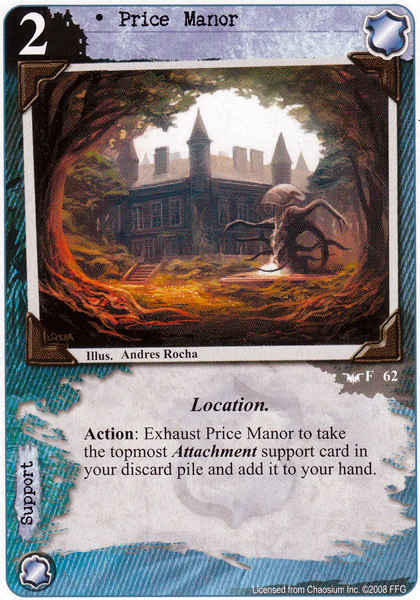 2
• Price Manor
Illus. Andres Rocha
F 62
Location.
Action: Exhaust Price Manor to take
the topmost Attachment support card in
your discard pile and add it to your hand.
Support
Licensed from Chaosium Inc. ©2008 FFG